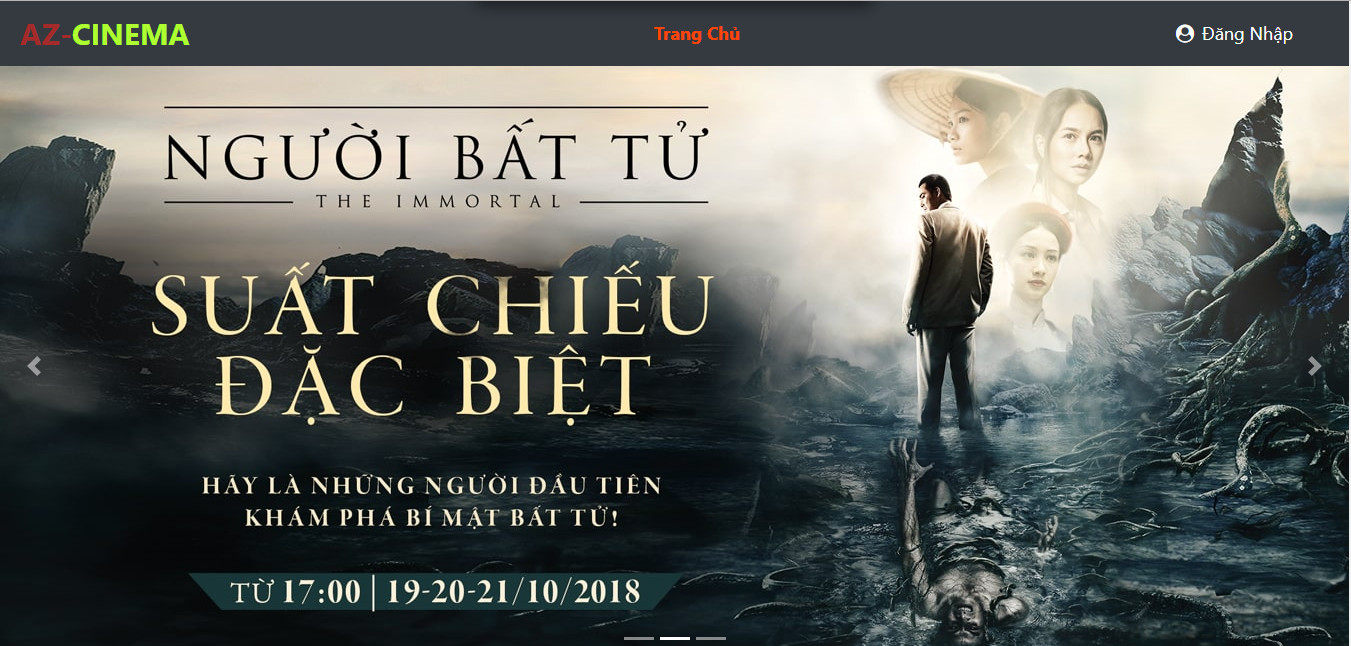 AZ-CINEMA
Trang Chủ
Đăng Nhập
NGƯỜI BẤT TỬ
THE IMMORTAL
SUẤT CHIẾU
ĐẶC BIỆT
HÃY LÀ NHỮNG NGƯỜI ĐẦU TIÊN
KHÁM PHÁ BÍ MẬT BẤT TỬ!
TỪ 17:00 | 19-20-21/10/2018